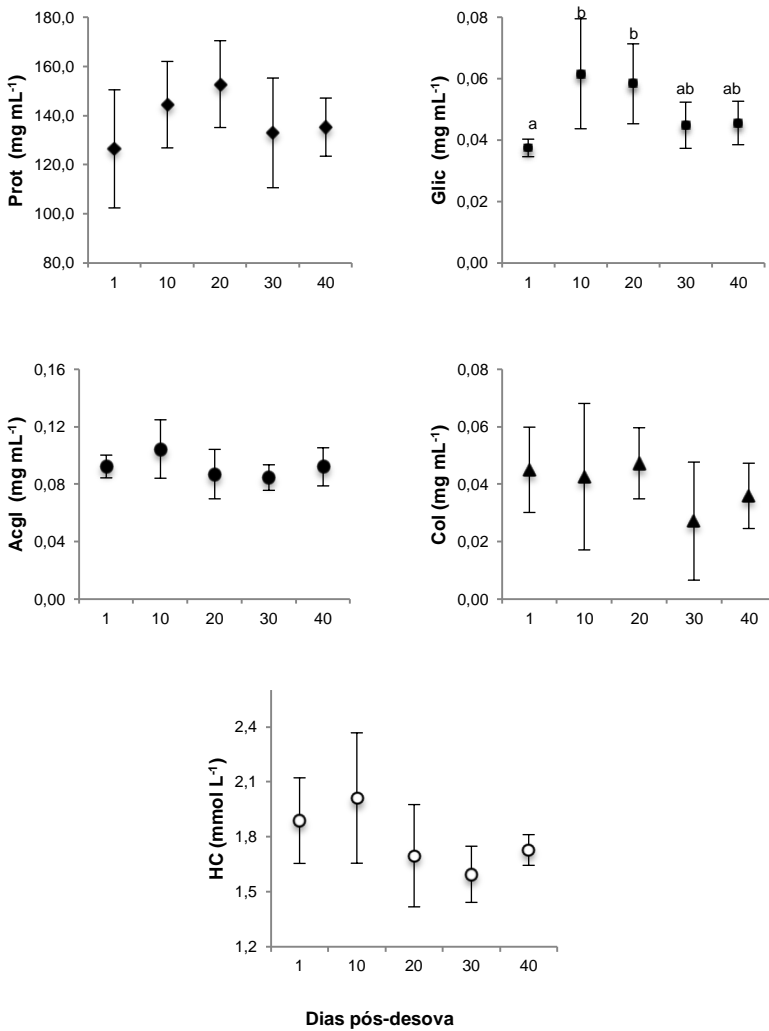 Prot (mg mL-1)
180,0
160,0
140,0
120,0
100,0
80,0
1 10 20 30 40
Glic (mg mL-1)
0,08
0,06
0,04
0,02
0,00
a b b ab ab
1 10 20 30 40
Acgl (mg mL-1)
0,16
0,12
0,08
0,04
0,00
1 10 20 30 40
Col (mg mL-1)
0,08
0,06
0,04
0,02
0,00
1 10 20 30 40
HC (mmol L-1)
2,4
2,1
1,8
1,5
1,2
1 10 20 30 40
Dias pós-desova